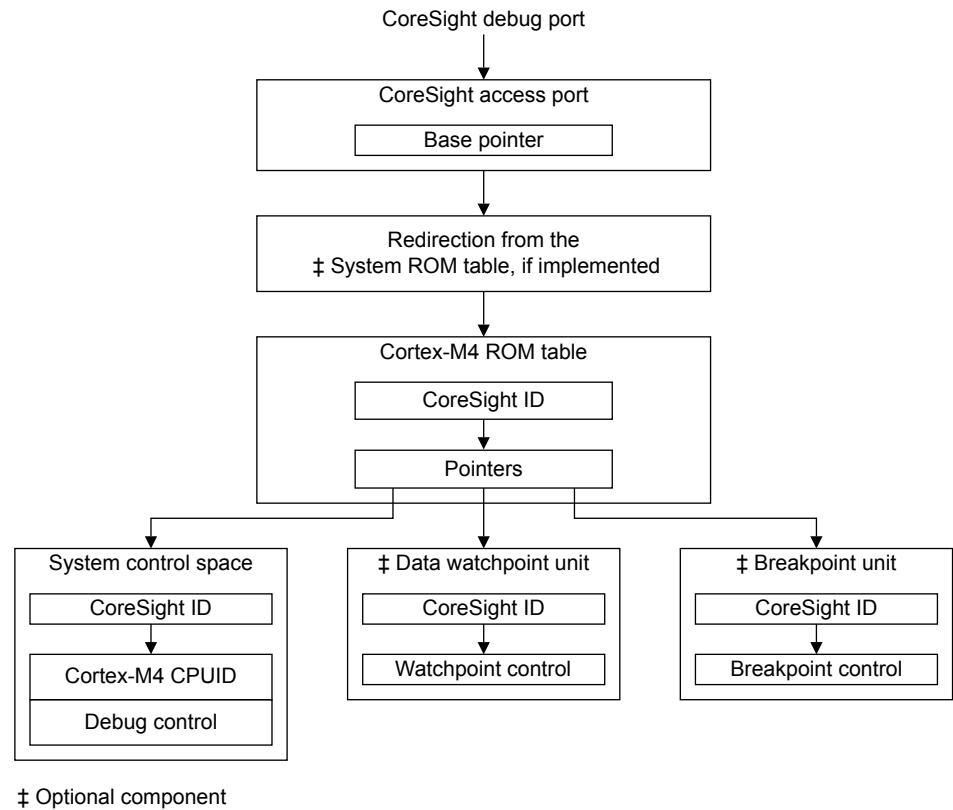 CoreSight debug port
CoreSight access port
Base pointer
Redirection from the
‡ System ROM table, if implemented
Cortex-M4 ROM table
CoreSight ID
Pointers
System control space
CoreSight ID
Cortex-M4 CPUID
Debug control
‡ Data watchpoint unit
CoreSight ID
Watchpoint control
‡ Breakpoint unit
CoreSight ID
Breakpoint control
‡ Optional component